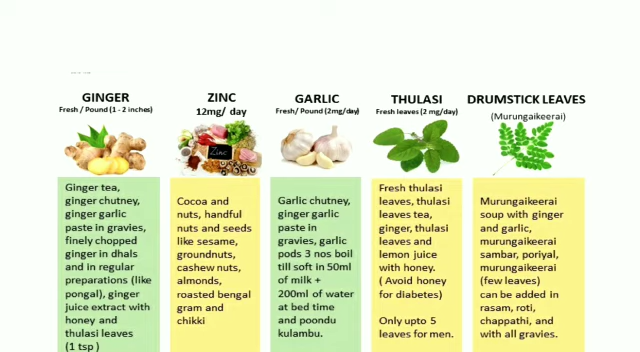 GINGER
Fresh / Pound (1 - 2 inches)
Ginger tea,
ginger chutney,
ginger garlic
paste in gravies,
finely chopped
ginger in dhals
and in regular
preparations (like
pongal), ginger
juice extract with
honey and
thulasi leaves
(1 tsp )
ZINC
12mg/ day
Zinc
Cocoa and
nuts, handful
nuts and seeds
like sesame,
groundnuts,
cashew nuts,
almonds,
roasted bengal
gram and
chikki
GARLIC
Fresh/ Pound (2mg/day)
Garlic chutney,
ginger garlic
paste in
gravies, garlic
pods 3 nos boil
till soft in 50ml
of milk +
200ml of water
at bed time
and poondu
kulambu.
THULASI
Fresh leaves (2 mg/day)
Fresh thulasi
leaves, thulasi
leaves tea,
ginger, thulasi
leaves and
lemon juice
with honey.
( Avoid honey
for diabetes)
Only upto 5
leaves for men.
DRUMSTICK LEAVES
(Murungaikeerai)
Murungaikeerai
soup with ginger
and garlic,
murungaikeerai
sambar, poriyal,
murungaikeerai
(few leaves)
can be added in
rasam, roti,
chappathi, and
with all gravies.